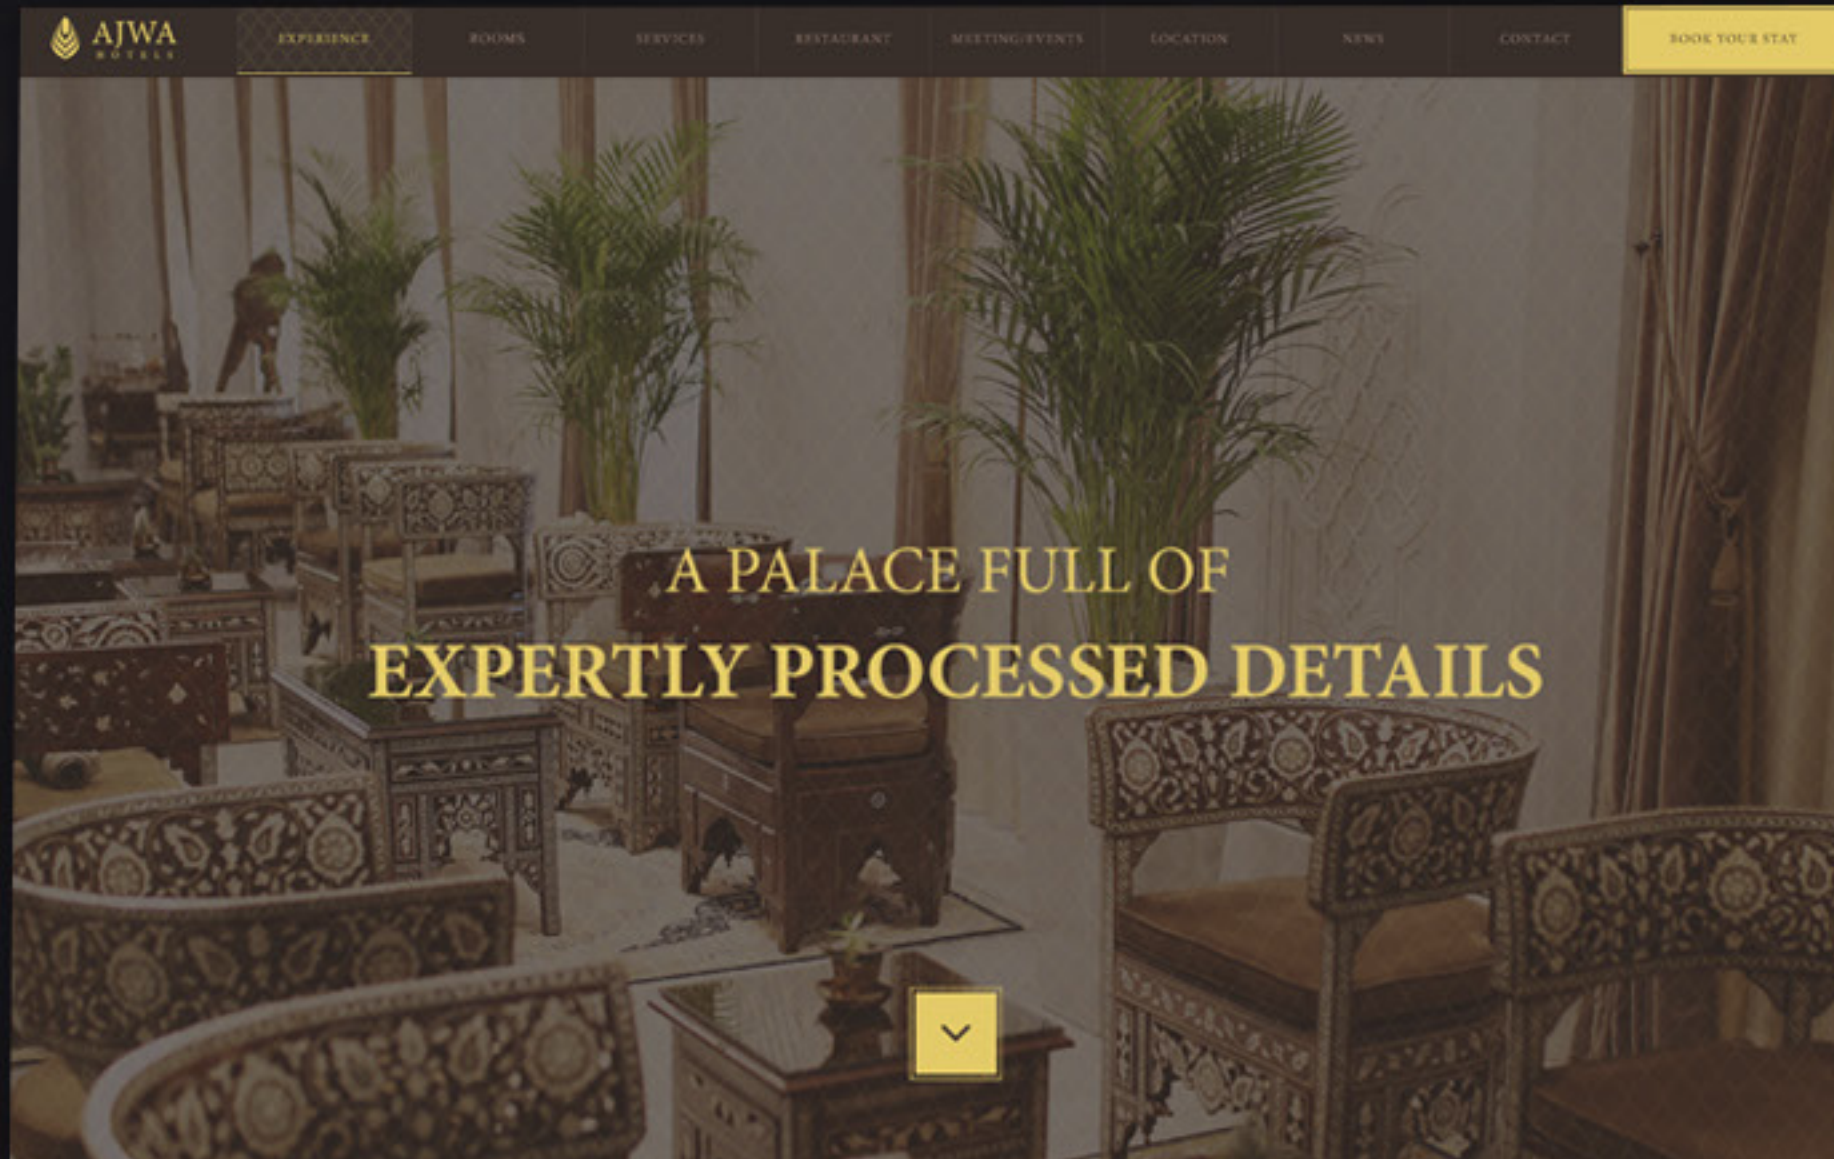 AJWA
HOTELS
EXPERIENCE
ROOMS
SERVICES
RESTAURANT
MEETING/EVENTS
LOCATION
NEWS
CONTACT
BOOK YOUR STAY
A PALACE FULL OF
EXPERTLY PROCESSED DETAILS